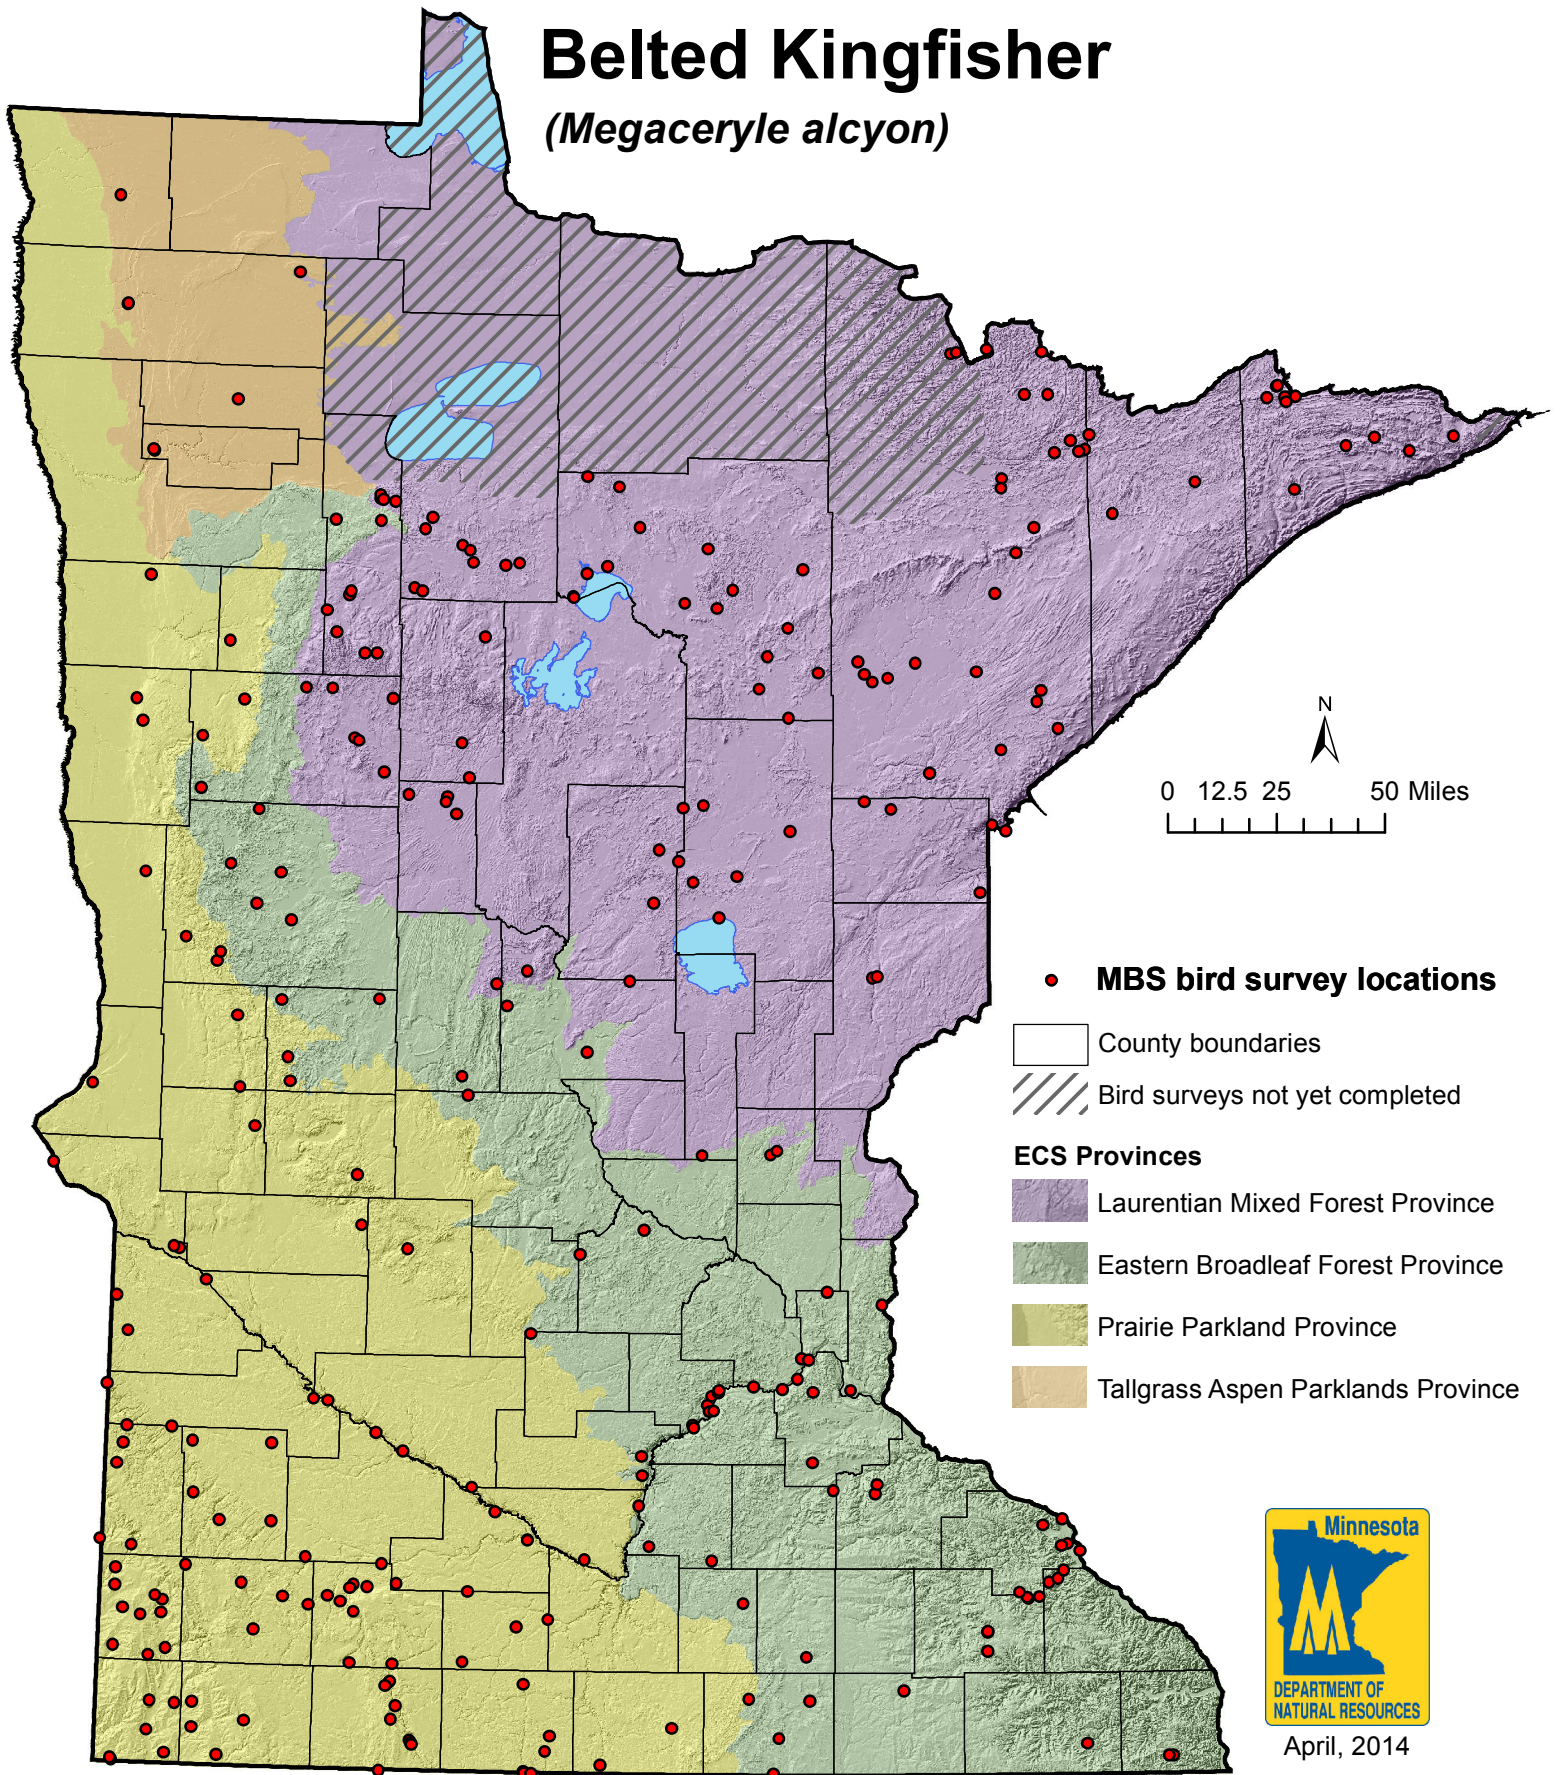 Belted Kingfisher
(Megaceryle alcyon)
N
0 12.5 25 50 Miles
MBS bird survey locations
County boundaries
Bird surveys not yet completed
ECS Provinces
Laurentian Mixed Forest Province
Eastern Broadleaf Forest Province
Prairie Parkland Province
Tallgrass Aspen Parklands Province
Minnesota
DEPARTMENT OF
NATURAL RESOURCES
April, 2014